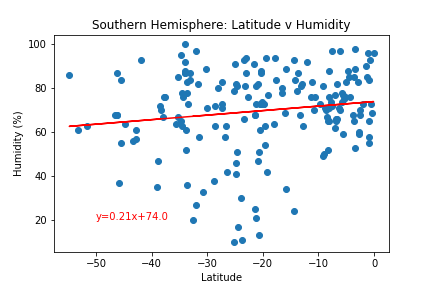 Southern Hemisphere: Latitude v Humidity
Humidity (%)
100
80
60
40
20
y=0.21x+74.0
−50 −40 −30 −20 −10 0
Latitude